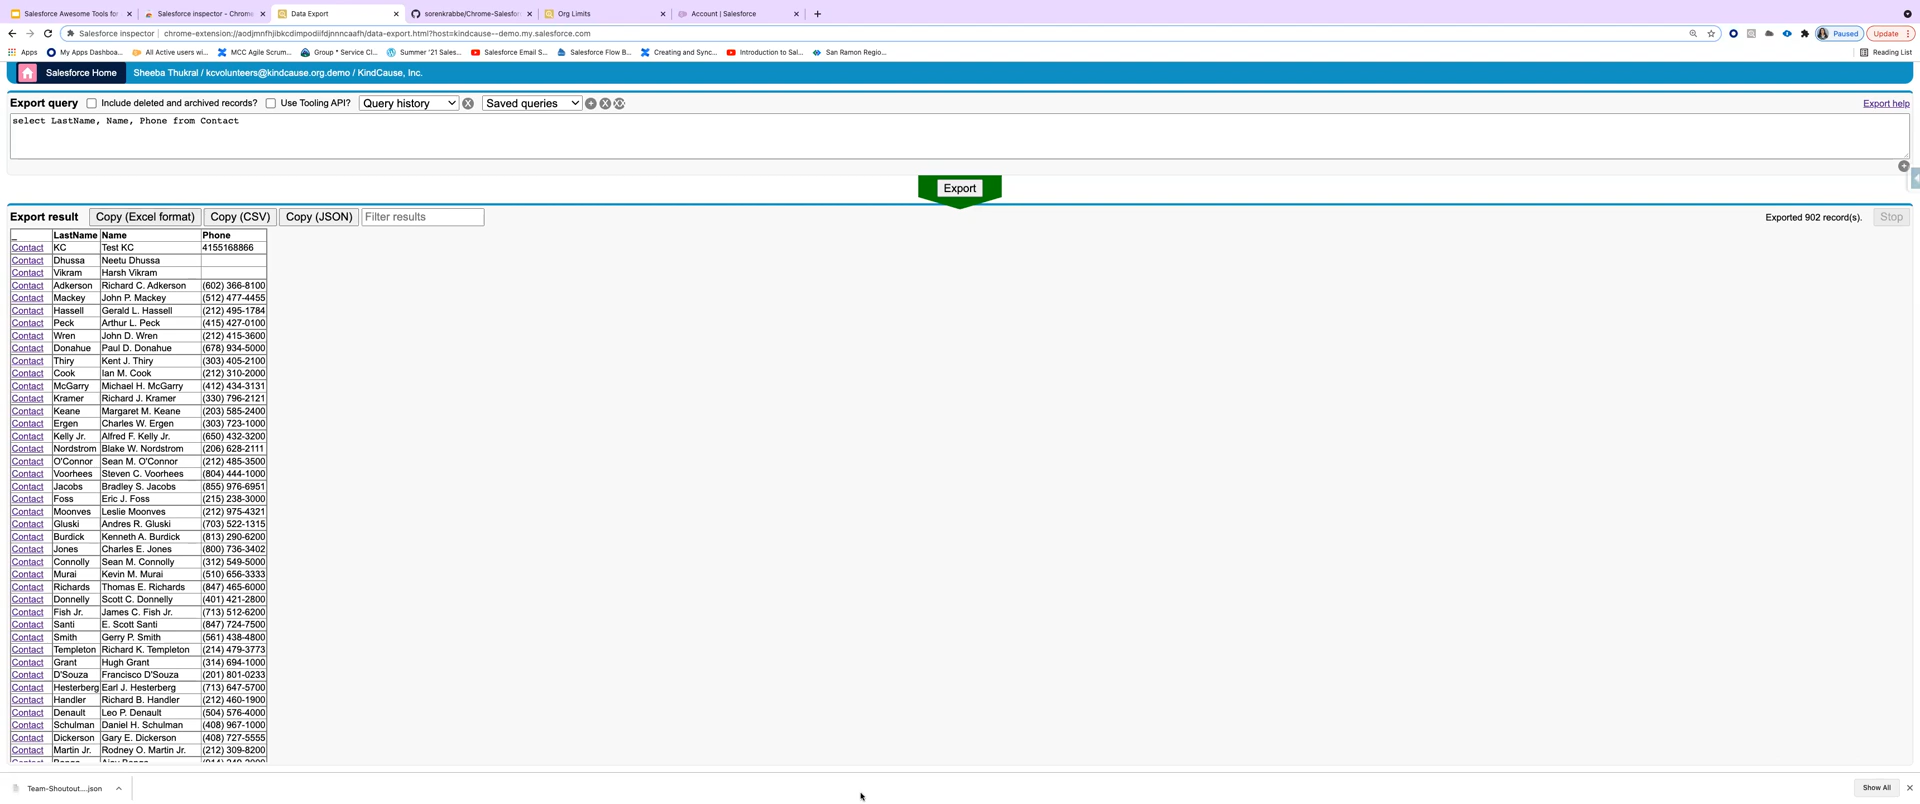 Salesforce Awesome Tools for
Salesforce inspector - Chrome
Data Export
sorenkrabbe/Chrome-Salesfor
Org Limits
Account | Salesforce
Salesforce inspector | chrome-extension://aodjmnfhjibkcdimpodiifdjnnncaafh/data-export.html?host=kindcause--demo.my.salesforce.com
Paused
Update
Apps
My Apps Dashboa...
All Active users wi...
MCC Agile Scrum...
Group * Service Cl...
Summer '21 Sales...
Salesforce Email S...
Salesforce Flow B...
Creating and Sync...
Introduction to Sal...
San Ramon Regio...
Reading List
Salesforce Home
Sheeba Thukral / kcvolunteers@kindcause.org.demo / KindCause, Inc.
Export query
Include deleted and archived records?
Use Tooling API?
Query history
Saved queries
Export help
select LastName, Name, Phone from Contact
Export
Export result
Copy (Excel format)
Copy (CSV)
Copy (JSON)
Filter results
Exported 902 record(s).
Stop
_ LastName Name Phone
Contact KC Test KC 4155168866
Contact Dhussa Neetu Dhussa
Contact Vikram Harsh Vikram
Contact Adkerson Richard C. Adkerson (602) 366-8100
Contact Mackey John P. Mackey (512) 477-4455
Contact Hassell Gerald L. Hassell (212) 495-1784
Contact Peck Arthur L. Peck (415) 427-0100
Contact Wren John D. Wren (212) 415-3600
Contact Donahue Paul D. Donahue (678) 934-5000
Contact Thiry Kent J. Thiry (303) 405-2100
Contact Cook Ian M. Cook (212) 310-2000
Contact McGarry Michael H. McGarry (412) 434-3131
Contact Kramer Richard J. Kramer (330) 796-2121
Contact Keane Margaret M. Keane (203) 585-2400
Contact Ergen Charles W. Ergen (303) 723-1000
Contact Kelly Jr. Alfred F. Kelly Jr. (650) 432-3200
Contact Nordstrom Blake W. Nordstrom (206) 628-2111
Contact O'Connor Sean M. O'Connor (212) 485-3500
Contact Voorhees Steven C. Voorhees (804) 444-1000
Contact Jacobs Bradley S. Jacobs (855) 976-6951
Contact Foss Eric J. Foss (215) 238-3000
Contact Moonves Leslie Moonves (212) 975-4321
Contact Gluski Andres R. Gluski (703) 522-1315
Contact Burdick Kenneth A. Burdick (813) 290-6200
Contact Jones Charles E. Jones (800) 736-3402
Contact Connolly Sean M. Connolly (312) 549-5000
Contact Murai Kevin M. Murai (510) 656-3333
Contact Richards Thomas E. Richards (847) 465-6000
Contact Donnelly Scott C. Donnelly (401) 421-2800
Contact Fish Jr. James C. Fish Jr. (713) 512-6200
Contact Santi E. Scott Santi (847) 724-7500
Contact Smith Gerry P. Smith (561) 438-4800
Contact Templeton Richard K. Templeton (214) 479-3773
Contact Grant Hugh Grant (314) 694-1000
Contact D'Souza Francisco D'Souza (201) 801-0233
Contact Hesterberg Earl J. Hesterberg (713) 647-5700
Contact Handler Richard B. Handler (212) 460-1900
Contact Denault Leo P. Denault (504) 576-4000
Contact Schulman Daniel H. Schulman (408) 967-1000
Contact Dickerson Gary E. Dickerson (408) 727-5555
Contact Martin Jr. Rodney O. Martin Jr. (212) 309-8200
Team-Shoutout....json
Show All